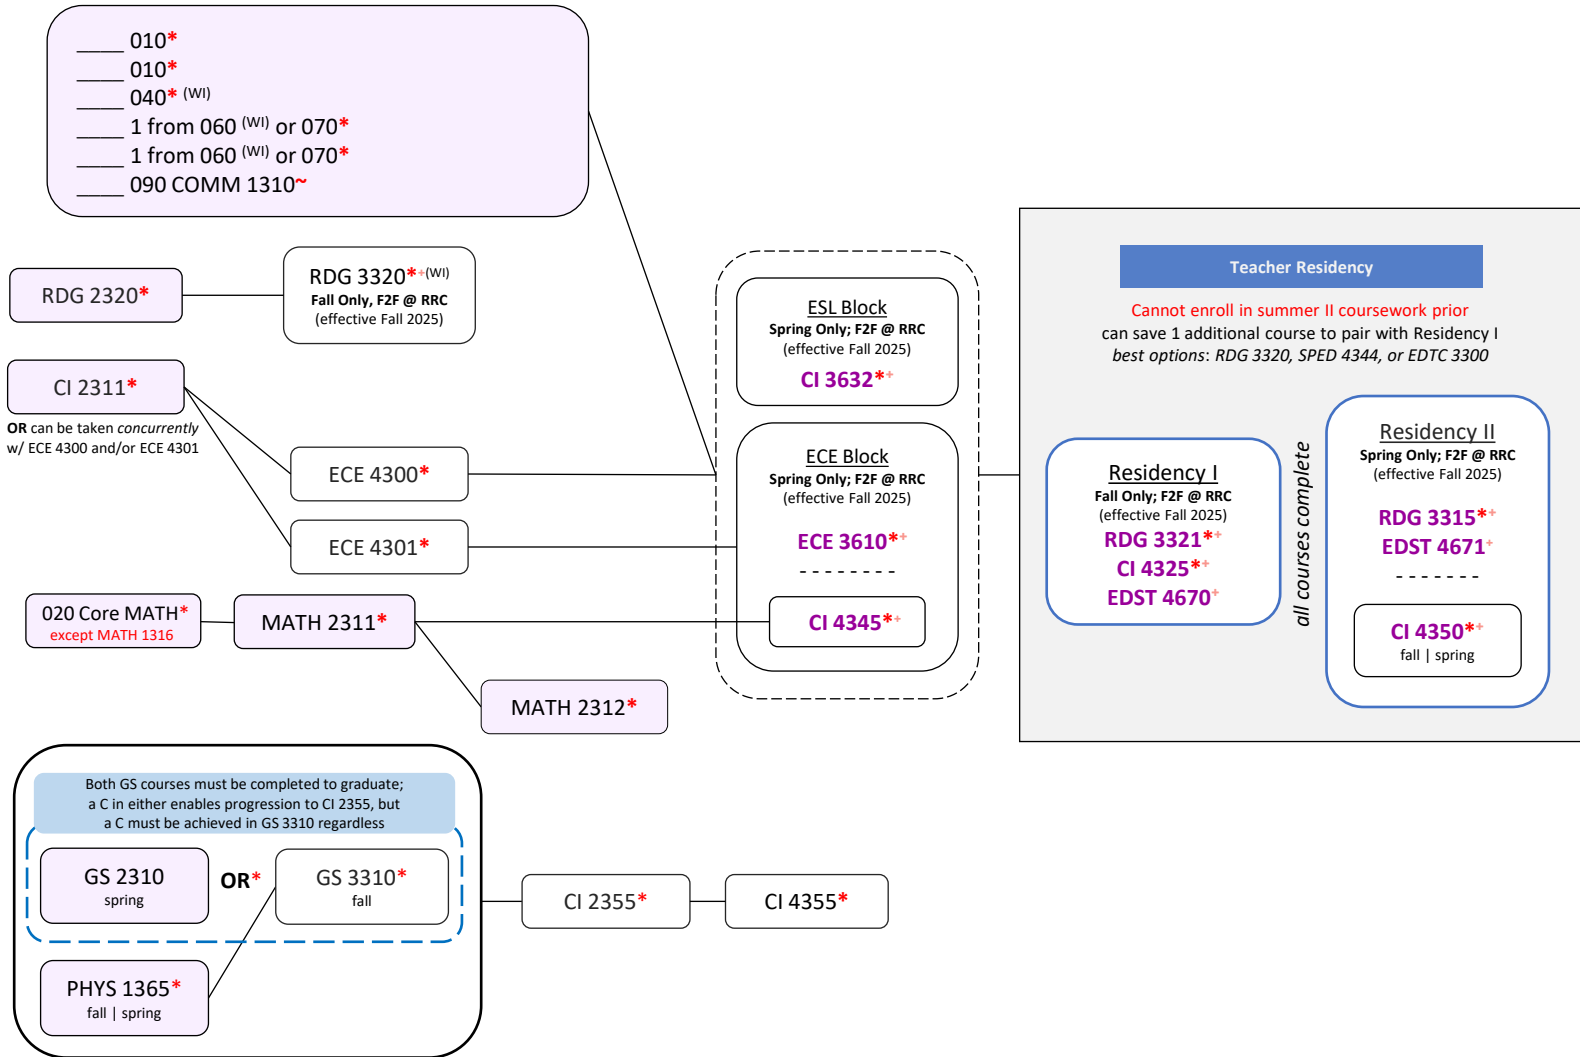 ____ 010*
____ 010*
____ 040* (WI)
____ 1 from 060 (WI) or 070*
____ 1 from 060 (WI) or 070*
____ 090 COMM 1310~
RDG 2320*
RDG 3320*+(WI)
Fall Only, F2F @ RRC
(effective Fall 2025)
CI 2311*
OR can be taken concurrently
w/ ECE 4300 and/or ECE 4301
ECE 4300*
ECE 4301*
020 Core MATH*
except MATH 1316
MATH 2311*
MATH 2312*
ESL Block
Spring Only; F2F @ RRC
(effective Fall 2025)
CI 3632*+
ECE Block
Spring Only; F2F @ RRC
(effective Fall 2025)
ECE 3610*+
- - - - - - - -
CI 4345*+
Teacher Residency
Cannot enroll in summer II coursework prior
can save 1 additional course to pair with Residency I
best options: RDG 3320, SPED 4344, or EDTC 3300
Residency I
Fall Only; F2F @ RRC
(effective Fall 2025)
RDG 3321*+
CI 4325*+
EDST 4670+
all courses complete
Residency II
Spring Only; F2F @ RRC
(effective Fall 2025)
RDG 3315*+
EDST 4671+
- - - - - - -
CI 4350*+
fall | spring
Both GS courses must be completed to graduate;
a C in either enables progression to CI 2355, but
a C must be achieved in GS 3310 regardless
GS 2310
spring
OR*
GS 3310*
fall
PHYS 1365*
fall | spring
CI 2355*
CI 4355*